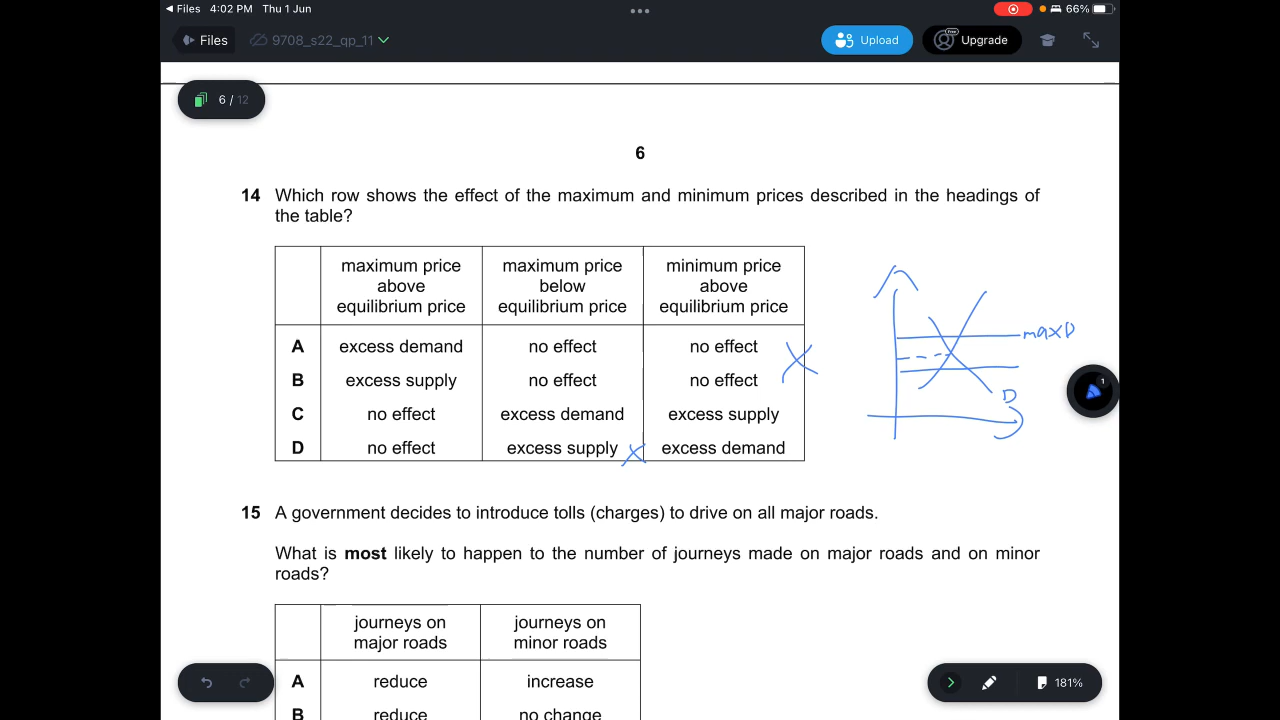 Files 4:02 PM Thu 1 Jun 66%
Files 9708_s22_qp_11 Upload Free Upgrade
6 / 12
6
14 Which row shows the effect of the maximum and minimum prices described in the headings of
the table?
maximum price above equilibrium price maximum price below equilibrium price minimum price above equilibrium price
A excess demand no effect no effect
B excess supply no effect no effect
C no effect excess demand excess supply
D no effect excess supply excess demand
maxP
D
1
15 A government decides to introduce tolls (charges) to drive on all major roads.
What is most likely to happen to the number of journeys made on major roads and on minor
roads?
journeys on major roads journeys on minor roads
A reduce increase
B reduce no change
181%